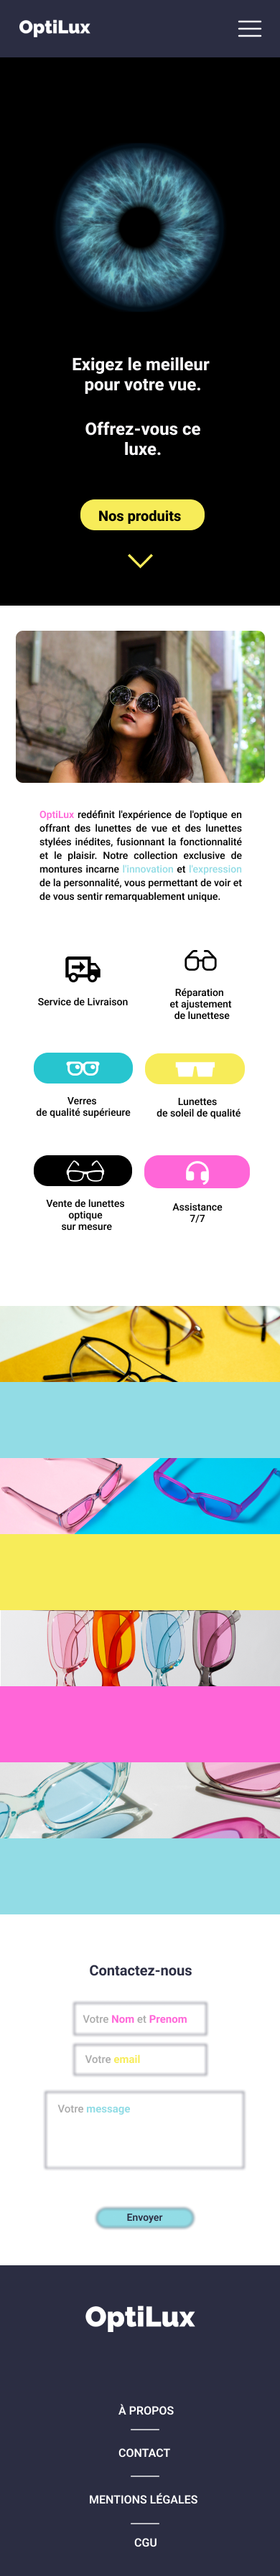 OptiLux
Exigez le meilleur
pour votre vue.
Offrez-vous ce
luxe.
Nos produits
OptiLux redéfinit l'expérience de l'optique en
offrant des lunettes de vue et des lunettes
stylées inédites, fusionnant la fonctionalité
et le plaisir. Notre collection exclusive de
montures incarne l'innovation et l'expression
de la personnalité, vous permettant de voir et
de vous sentir remarquablement unique.
Service de Livraison
Réparation
et ajustement
de lunettese
Verres
de qualité supérieure
Lunettes
de soleil de qualité
Vente de lunettes
optique
sur mesure
Assistance
7/7
Contactez-nous
Votre Nom et Prenom
Votre email
Votre message
Envoyer
OptiLux
À PROPOS
CONTACT
MENTIONS LÉGALES
CGU